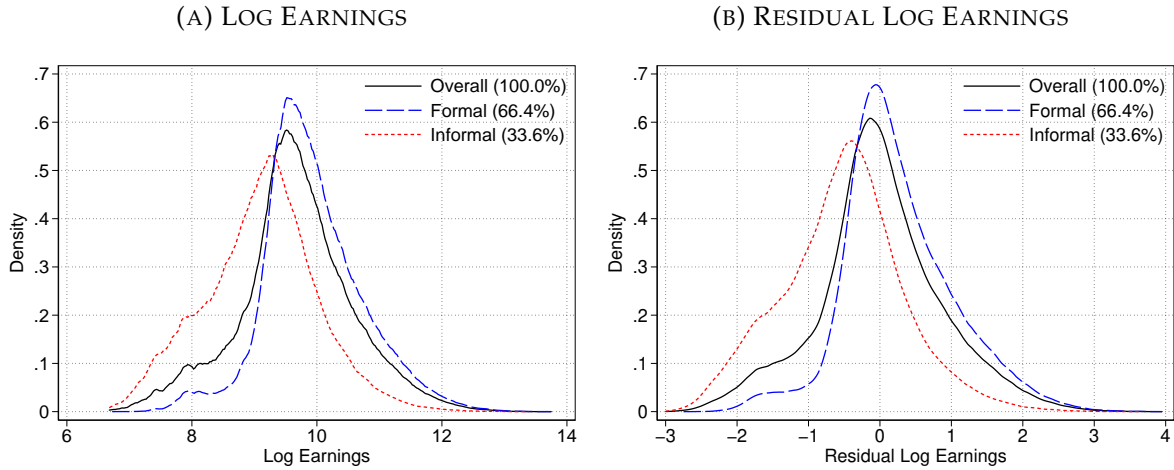 (A) LOG EARNINGS
.7
.6
.5
.4
.3
.2
.1
0
Density
Overall (100.0%)
Formal (66.4%)
Informal (33.6%)
6 8 10 12 14
Log Earnings
(B) RESIDUAL LOG EARNINGS
.7
.6
.5
.4
.3
.2
.1
0
Density
Overall (100.0%)
Formal (66.4%)
Informal (33.6%)
−3 −2 −1 0 1 2 3 4
Residual Log Earnings